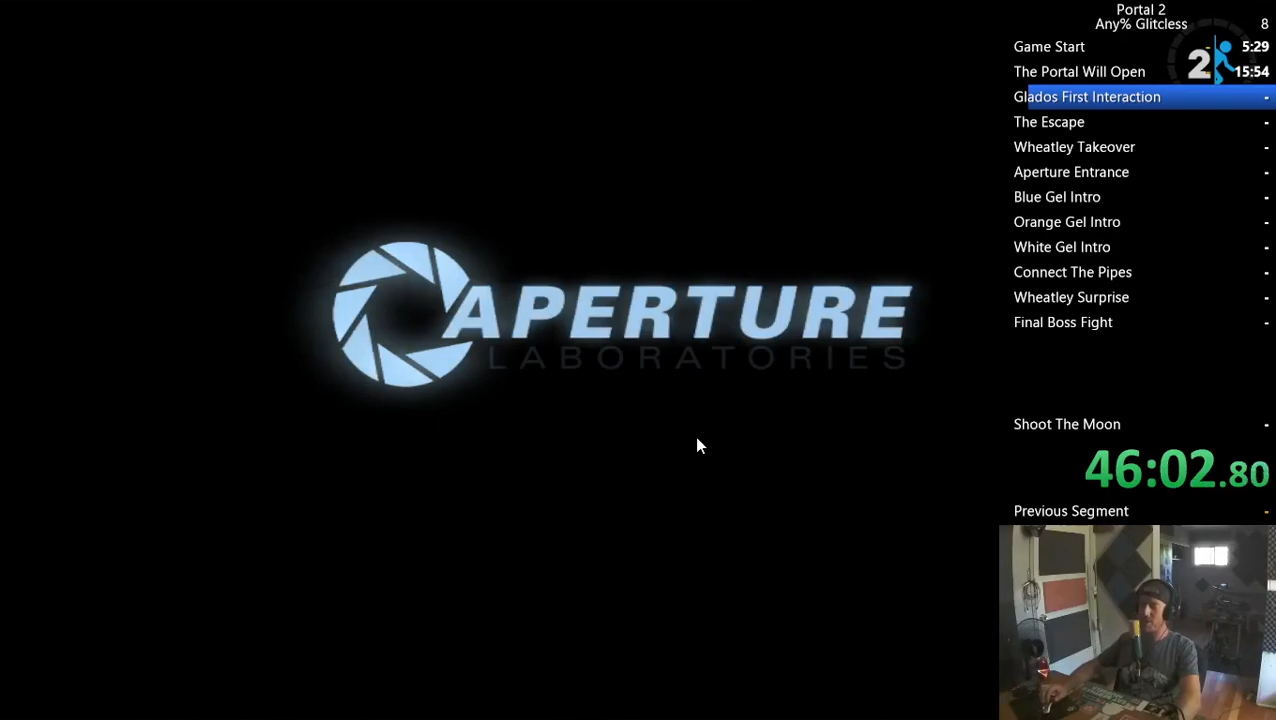 Portal 2
Any% Glitcless 8
Game Start 5:29
The Portal Will Open 15:54
Glados First Interaction -
The Escape -
Wheatley Takeover -
Aperture Entrance -
Blue Gel Intro -
Orange Gel Intro -
White Gel Intro -
Connect The Pipes -
Wheatley Surprise -
Final Boss Fight -
2
APERTURE
LABORATORIES
Shoot The Moon -
46:02.80
Previous Segment -